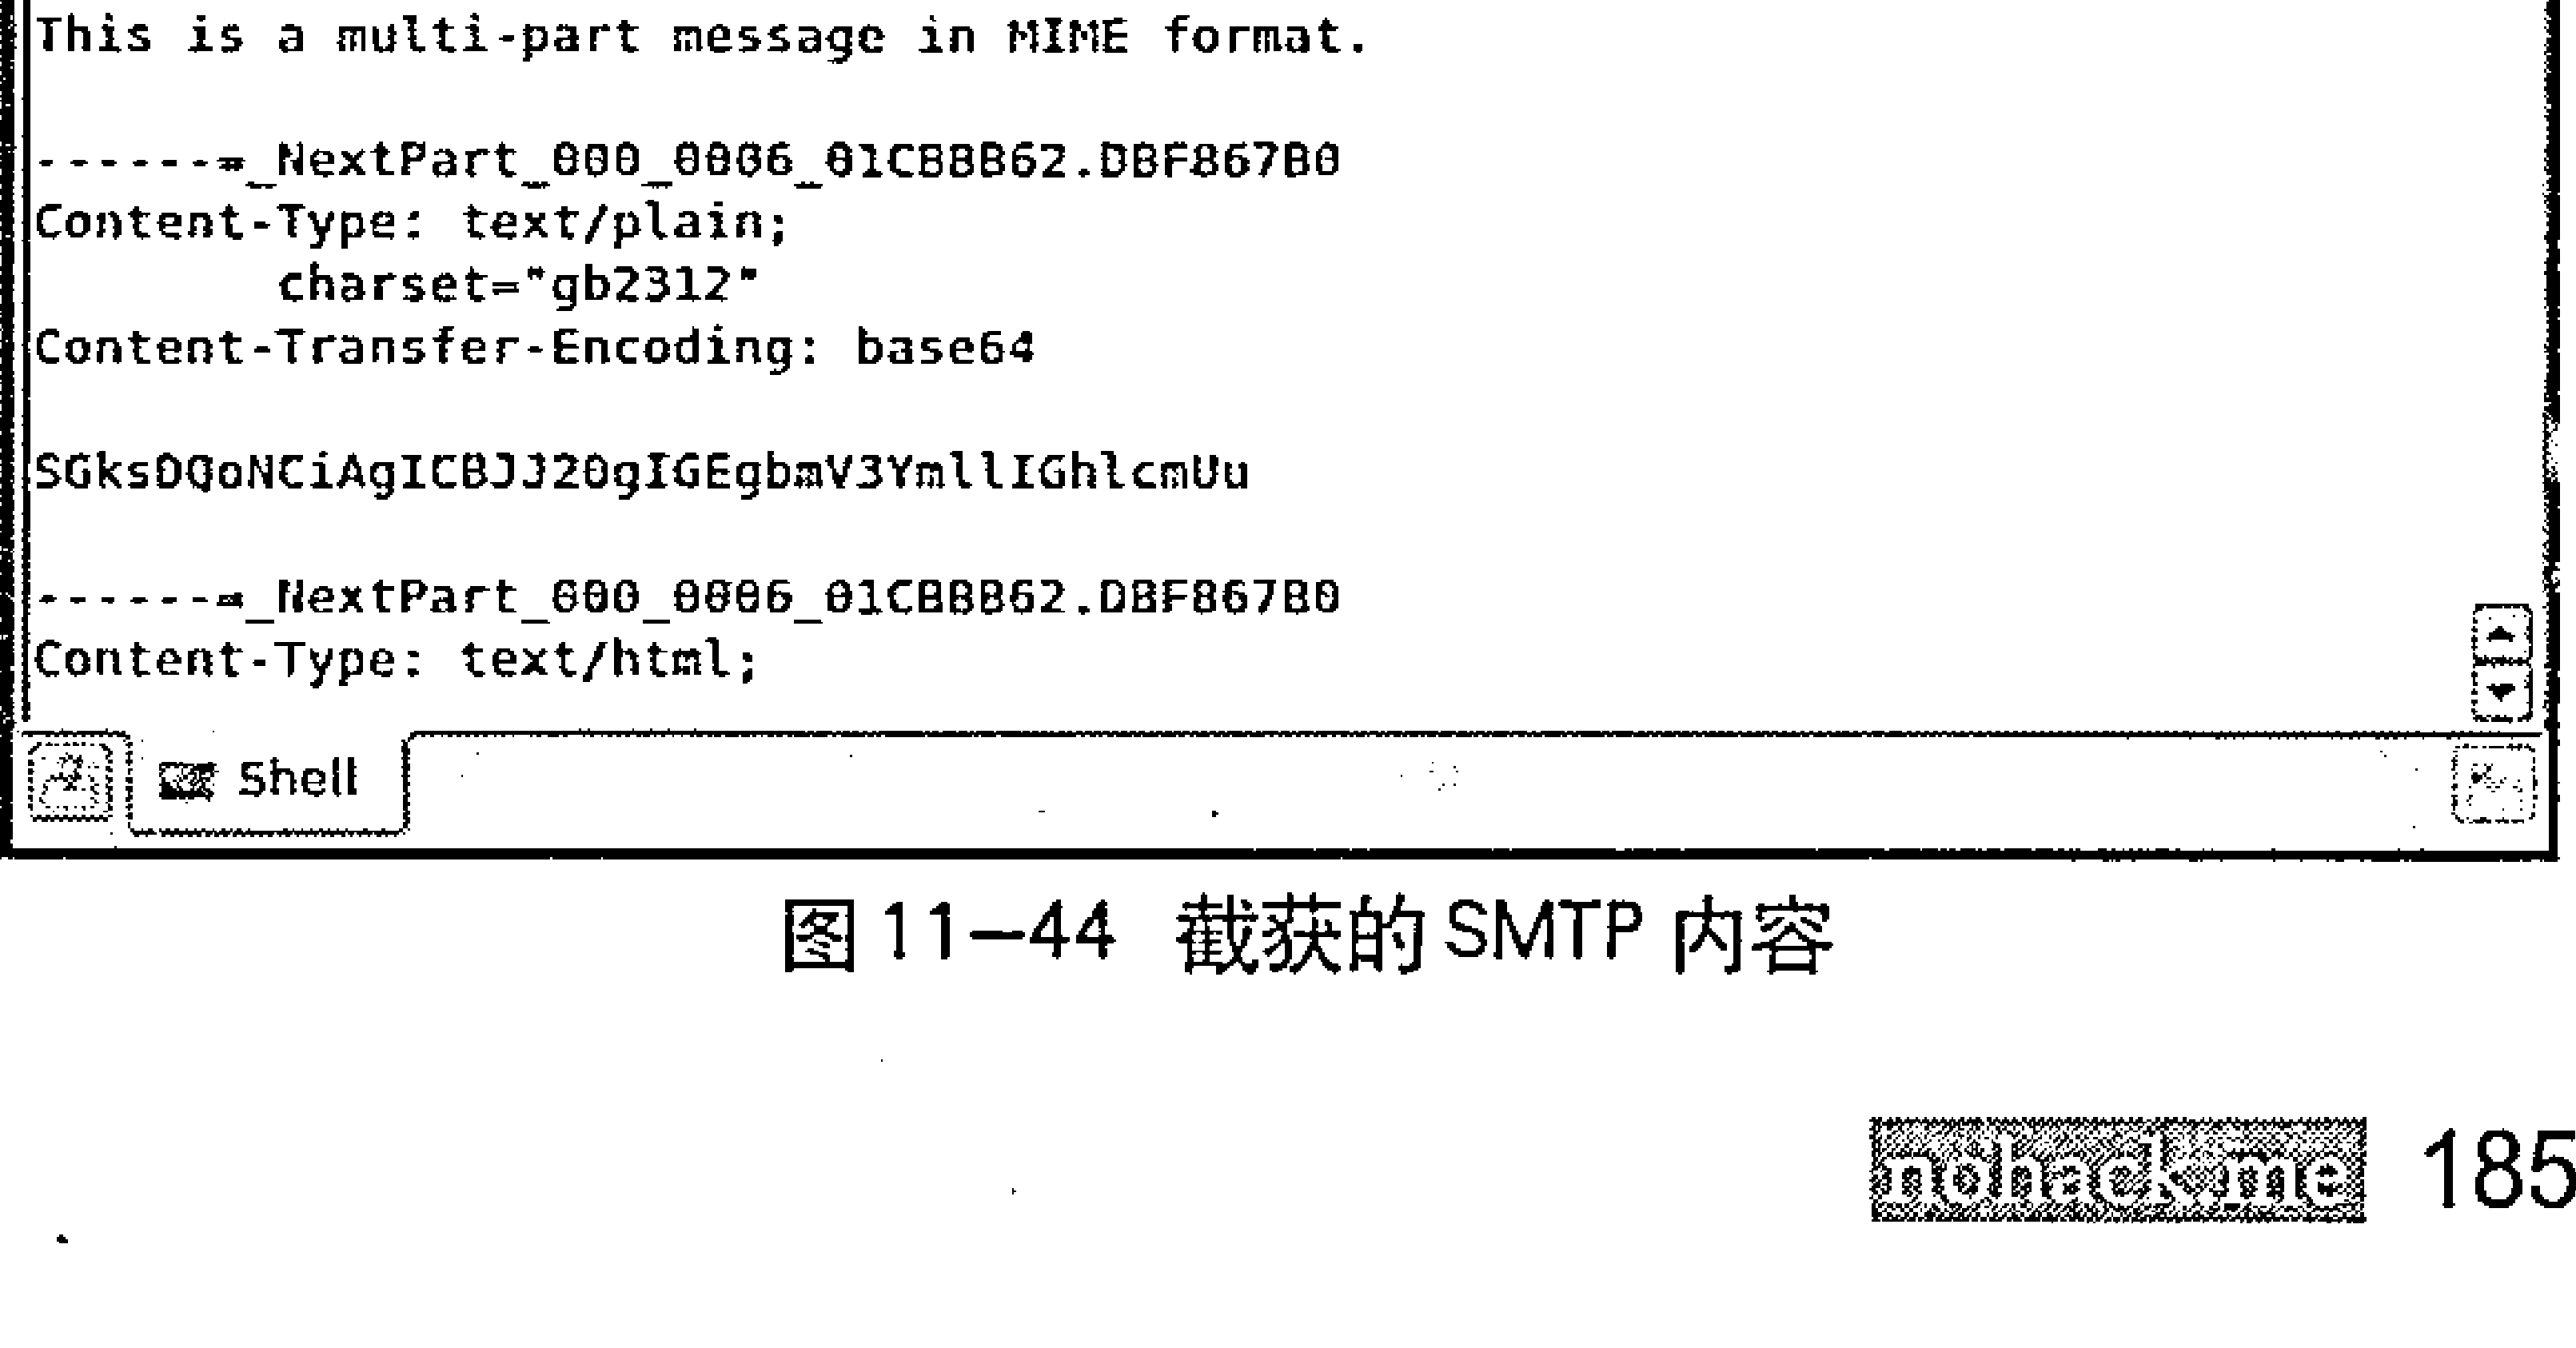 This is a multi-part message in MIME format.
------=_NextPart_000_0006_01CBBB62.DBF867B0
Content-Type: text/plain;
charset="gb2312"
Content-Transfer-Encoding: base64
SGksDQoNCiAgICBJJ20gIGEgbmV3YmllIGhlcmUu
------=_NextPart_000_0006_01CBBB62.DBF867B0
Content-Type: text/html;
Shell
图 11-44 截获的 SMTP 内容
nohack.me 185